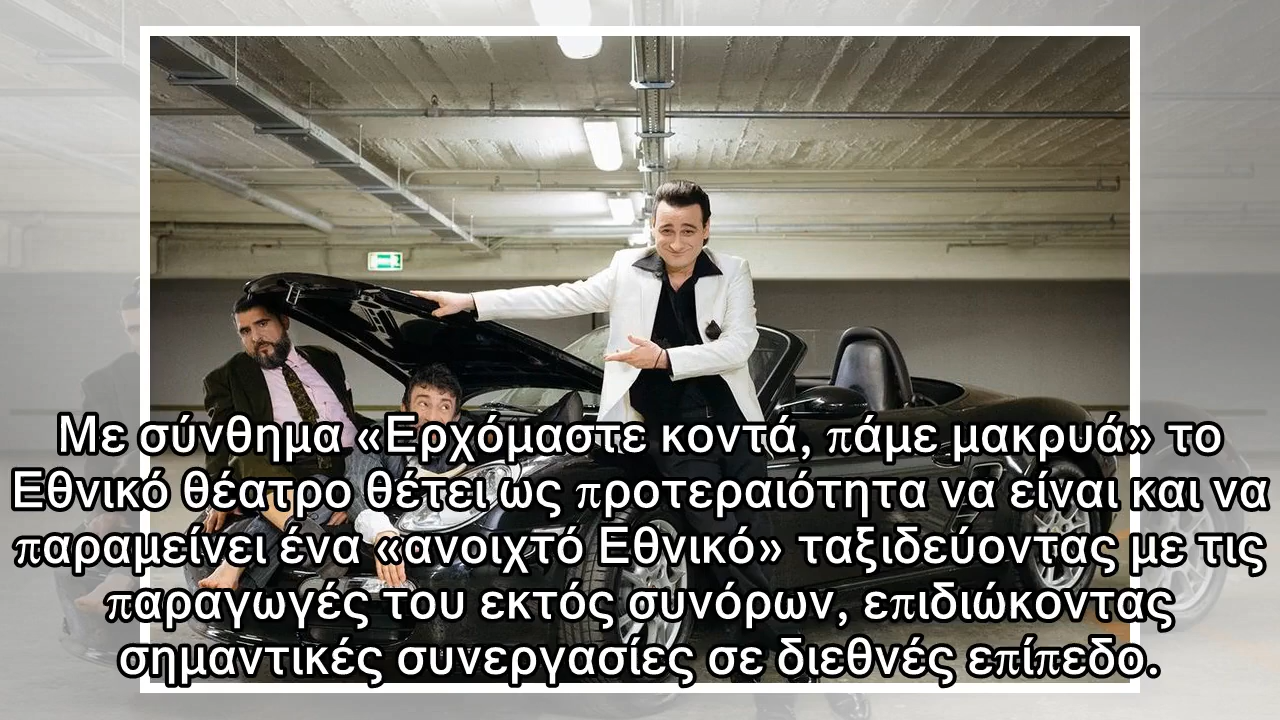 Με σύνθημα «Ερχόμαστε κοντά, πάμε μακρυά» το
Εθνικό θέατρο θέτει ως προτεραιότητα να είναι και να
παραμείνει ένα «ανοιχτό Εθνικό» ταξιδεύοντας με τις
παραγωγές του εκτός συνόρων, επιδιώκοντας
σημαντικές συνεργασίες σε διεθνές επίπεδο.